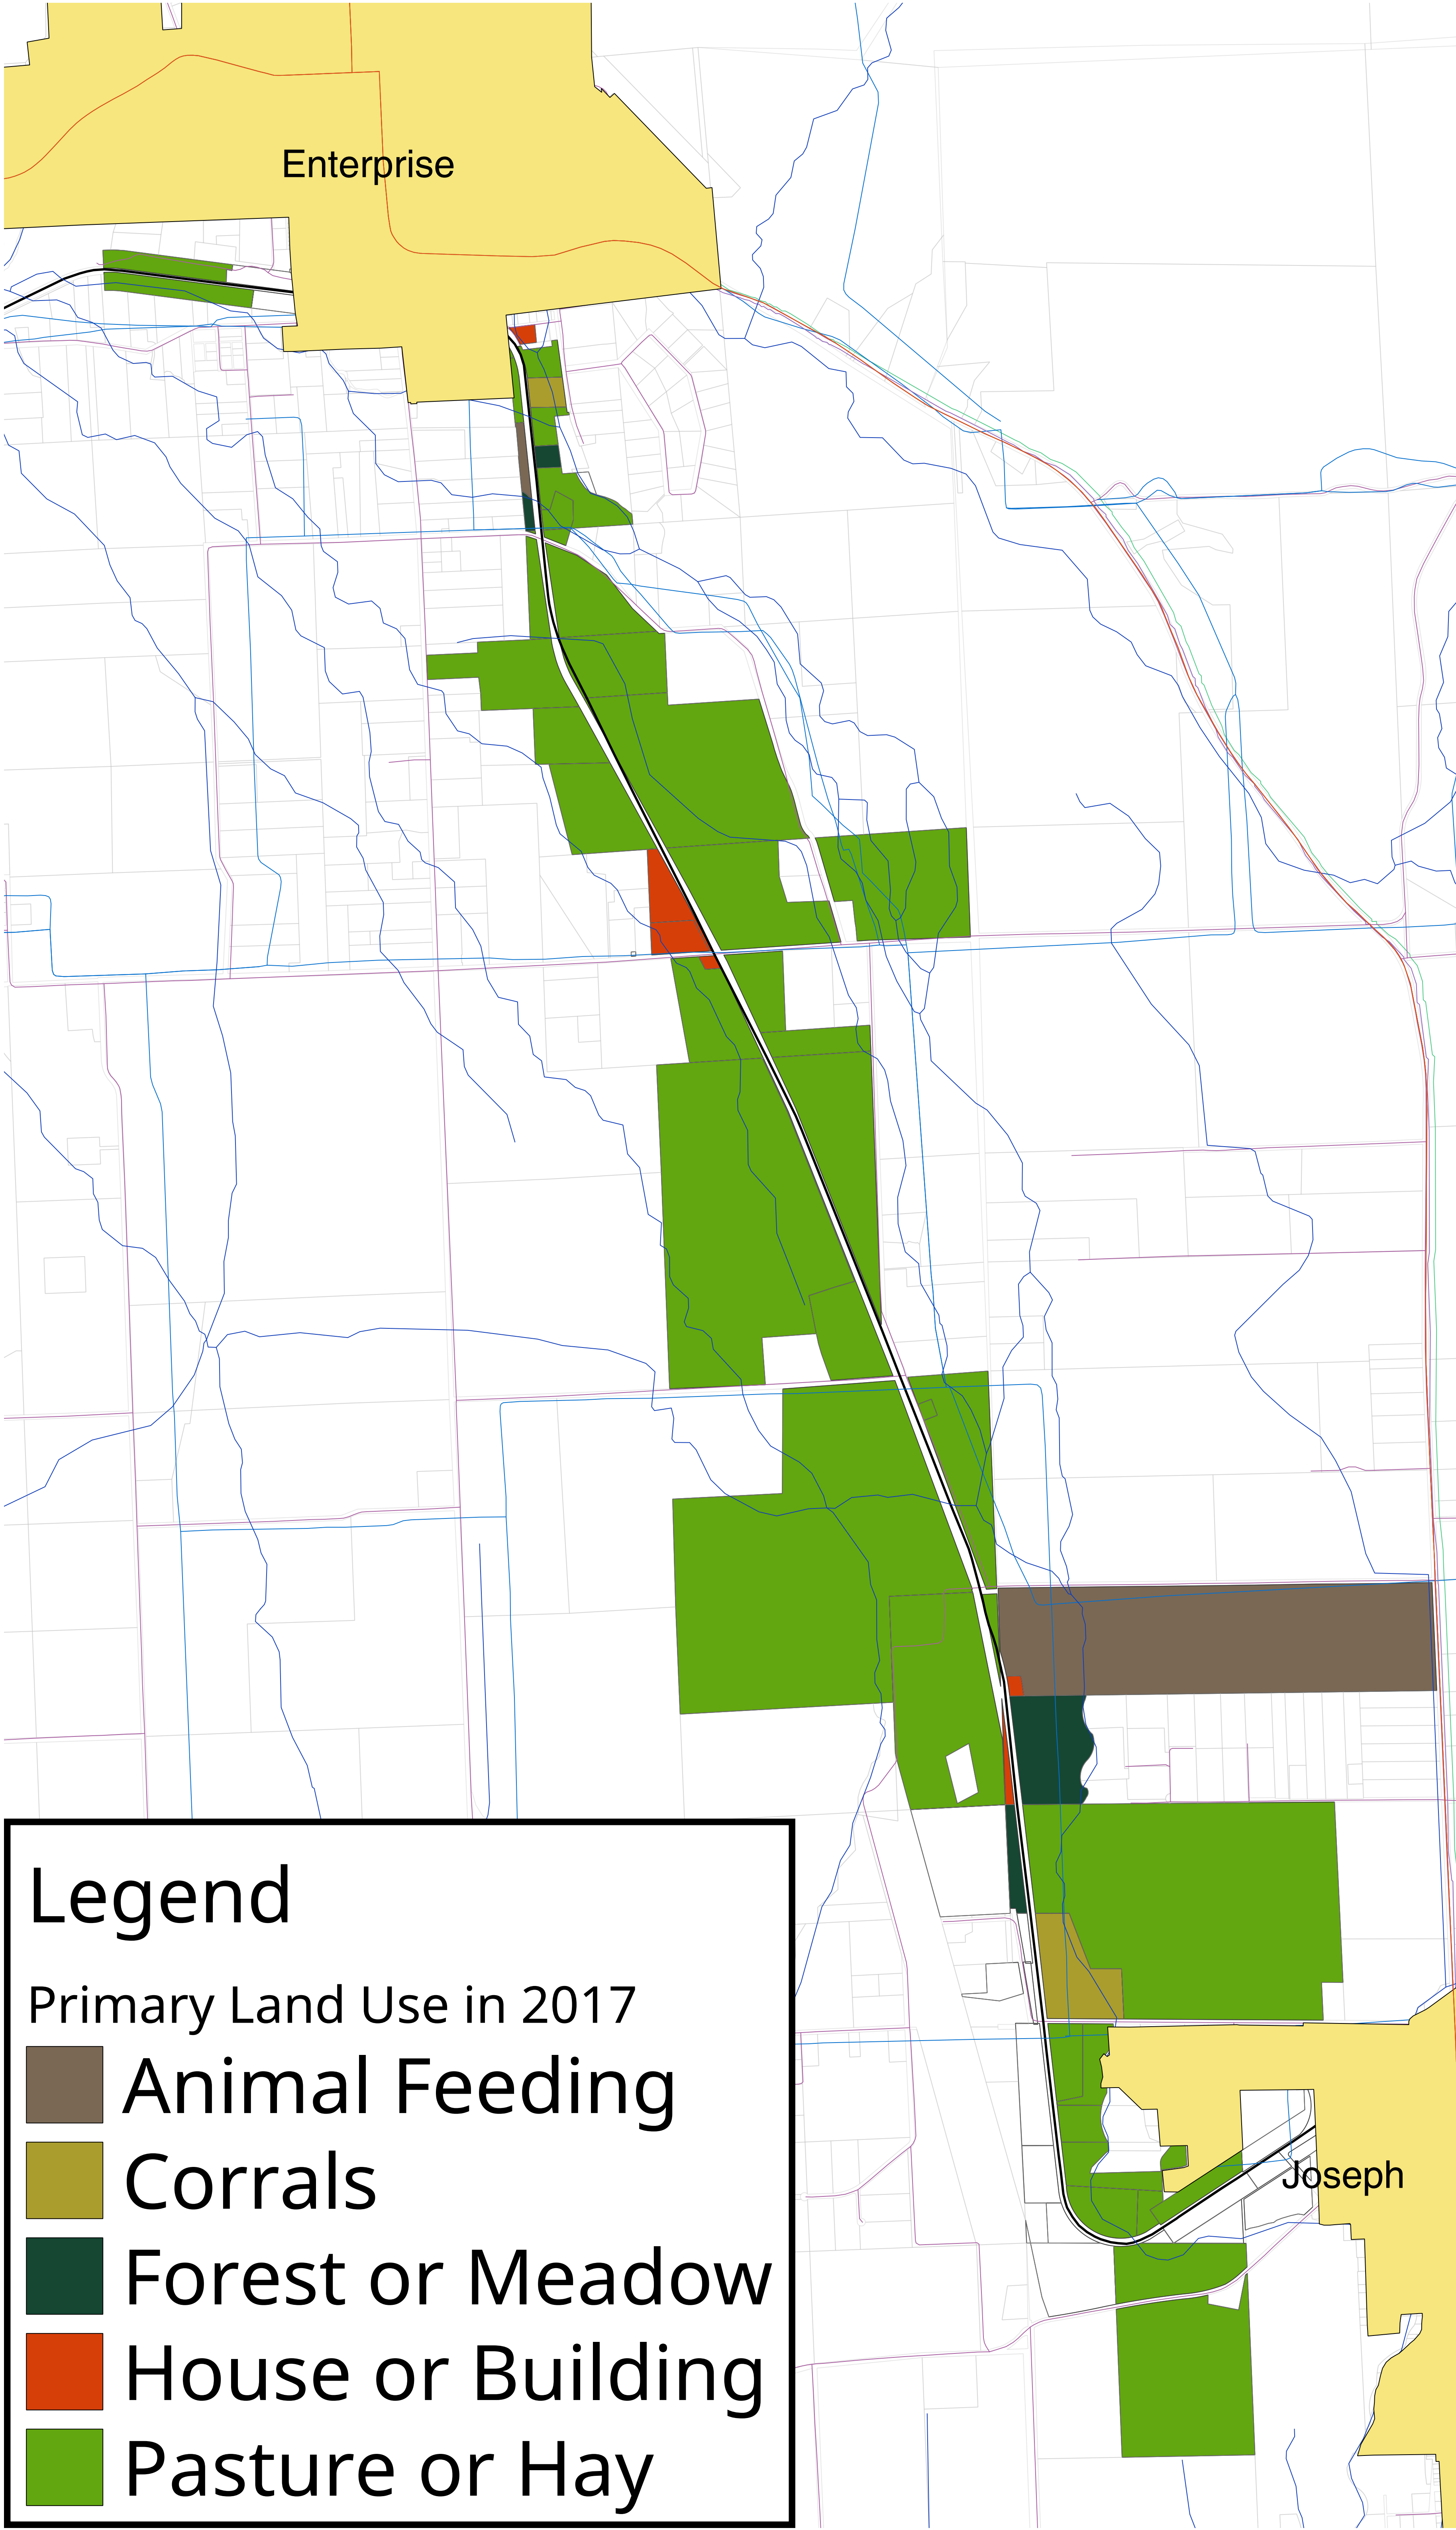 Enterprise
Joseph
Legend
Primary Land Use in 2017
Animal Feeding
Corrals
Forest or Meadow
House or Building
Pasture or Hay